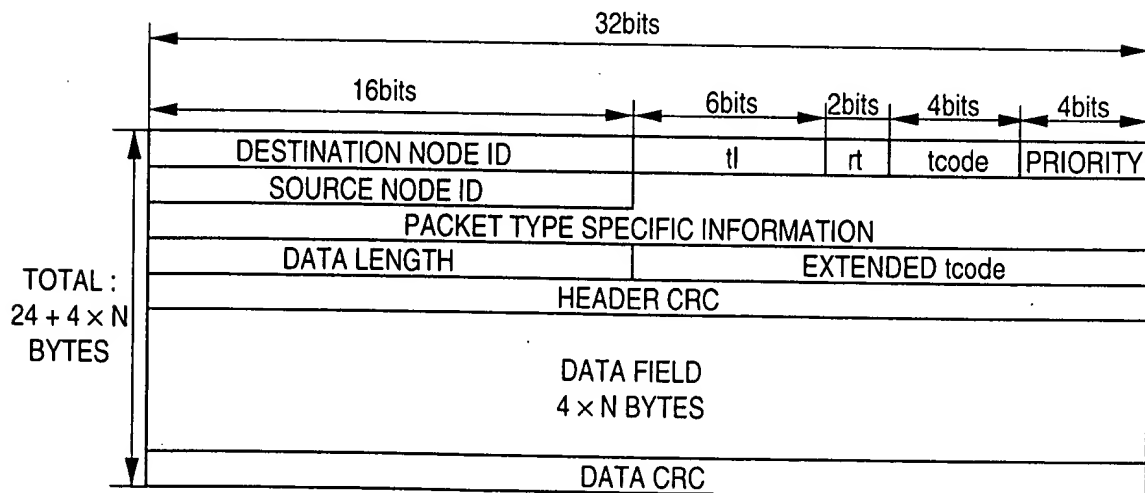 32bits
16bits 6bits 2bits 4bits 4bits
DESTINATION NODE ID tl rt tcode PRIORITY
SOURCE NODE ID
PACKET TYPE SPECIFIC INFORMATION
DATA LENGTH EXTENDED tcode
HEADER CRC
TOTAL :
24 + 4 × N
BYTES
DATA FIELD
4 × N BYTES
DATA CRC